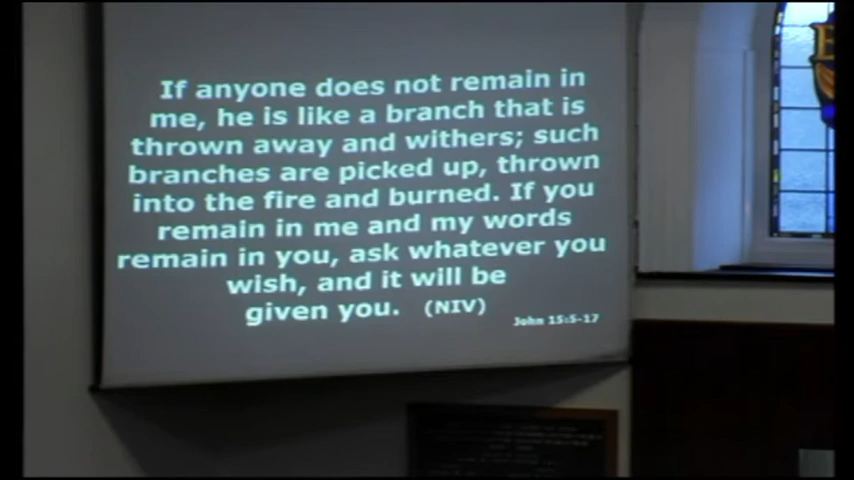 If anyone does not remain in
me, he is like a branch that is
thrown away and withers; such
branches are picked up, thrown
into the fire and burned. If you
remain in me and my words
remain in you, ask whatever you
wish, and it will be
given you. (NIV)
John 15:5-17